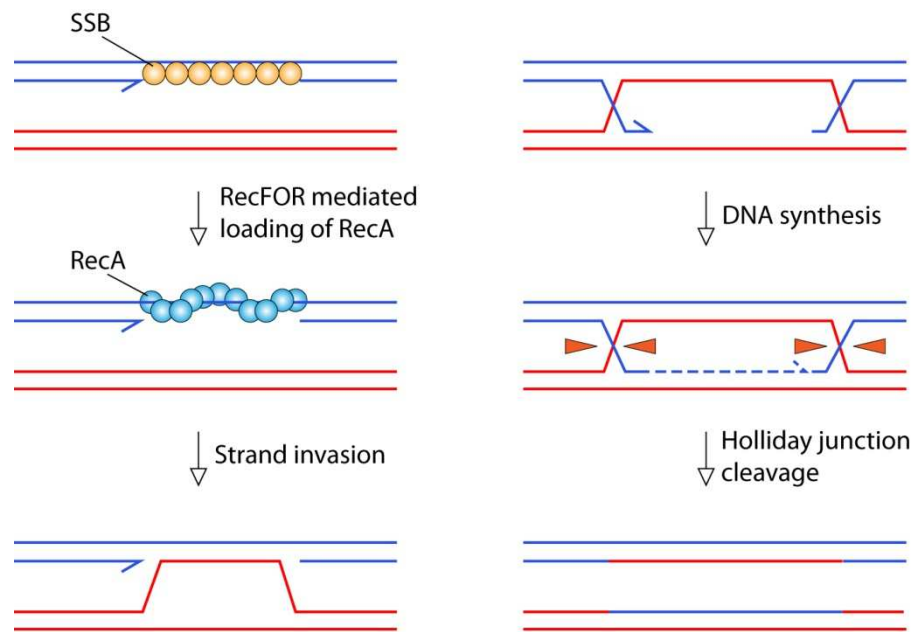 SSB
RecFOR mediated
loading of RecA
RecA
Strand invasion
DNA synthesis
Holliday junction
cleavage